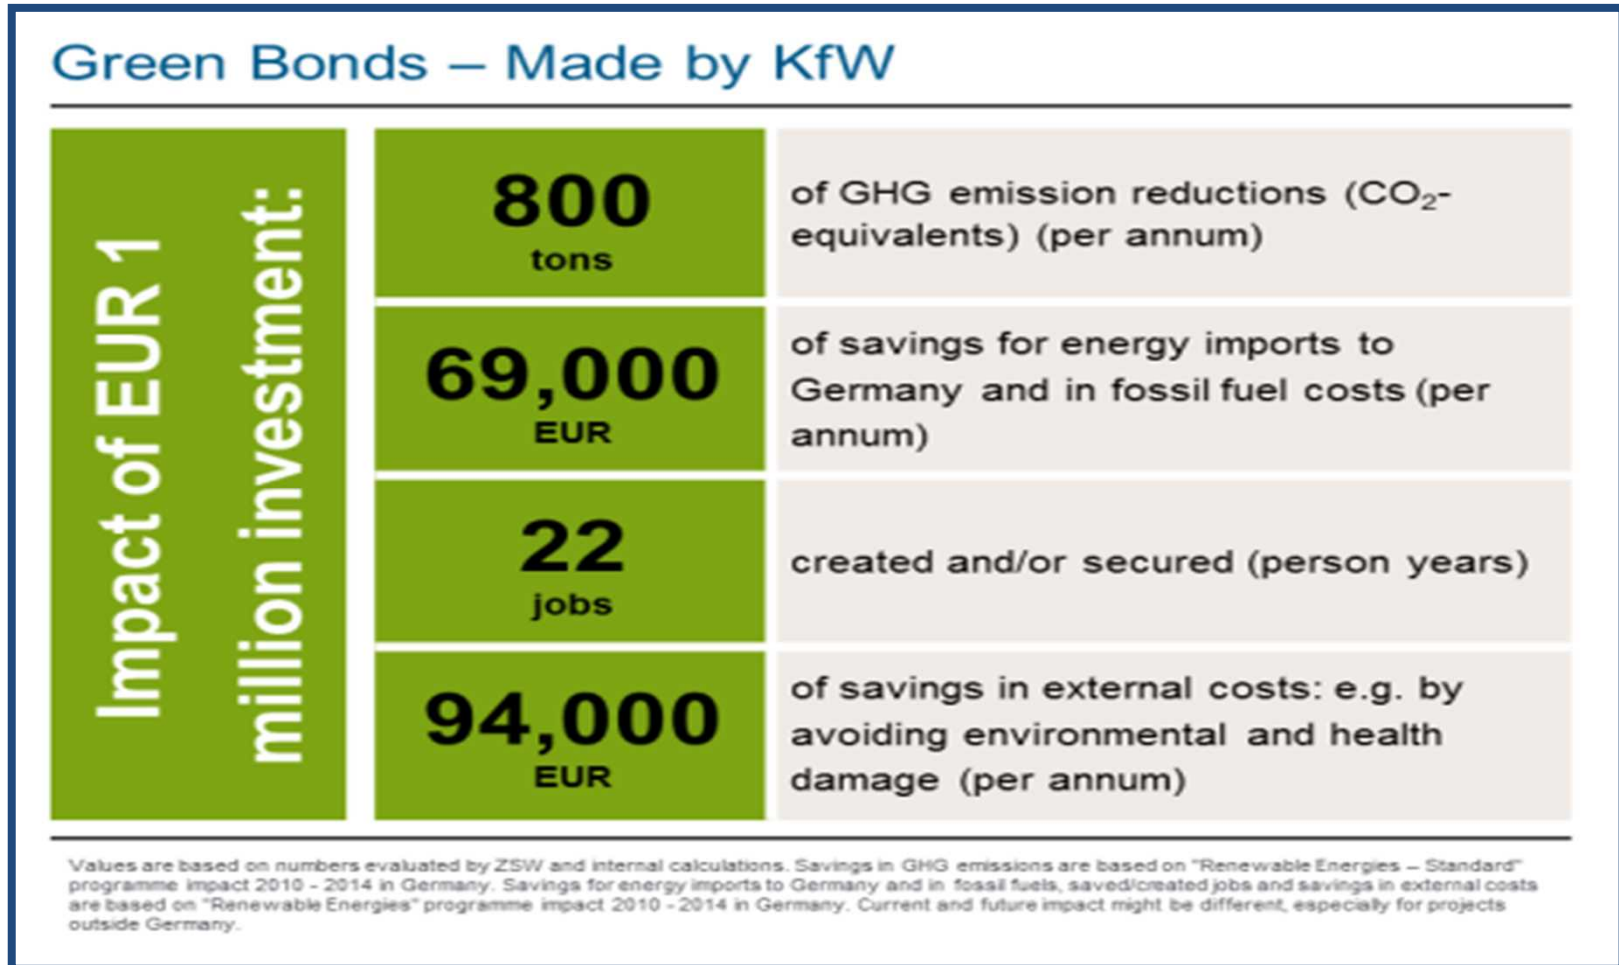 Green Bonds – Made by KfW
Impact of EUR 1
million investment:
800
tons
of GHG emission reductions (CO₂-
equivalents) (per annum)
69,000
EUR
of savings for energy imports to
Germany and in fossil fuel costs (per
annum)
22
jobs
created and/or secured (person years)
94,000
EUR
of savings in external costs: e.g. by
avoiding environmental and health
damage (per annum)
Values are based on numbers evaluated by ZSW and internal calculations. Savings in GHG emissions are based on "Renewable Energies – Standard"
programme impact 2010 - 2014 in Germany. Savings for energy imports to Germany and in fossil fuels, saved/created jobs and savings in external costs
are based on "Renewable Energies" programme impact 2010 - 2014 in Germany. Current and future impact might be different, especially for projects
outside Germany.